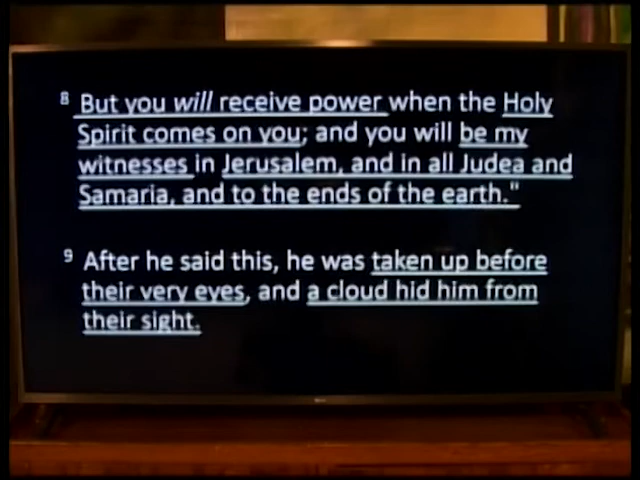 8 But you will receive power when the Holy
Spirit comes on you; and you will be my
witnesses in Jerusalem, and in all Judea and
Samaria, and to the ends of the earth."
9 After he said this, he was taken up before
their very eyes, and a cloud hid him from
their sight.